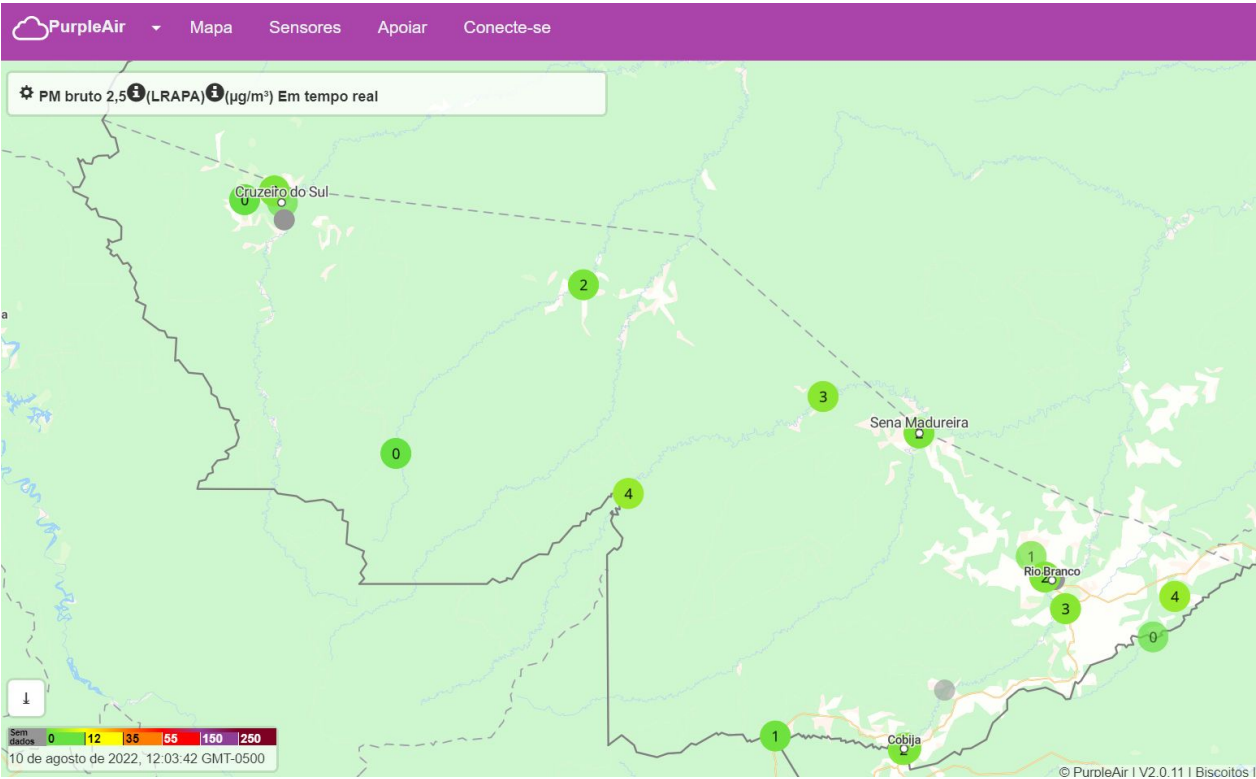 PurpleAir Mapa Sensores Apoiar Conecte-se
PM bruto 2,5 (LRAPA) (µg/m³) Em tempo real
Cruzeiro do Sul
0
2
a
3
Sena Madureira
0
4
1
Rio Branco
2
4
3
0
1
Cobija
2
Sem dados 0 12 35 55 150 250
10 de agosto de 2022, 12:03:42 GMT-0500
© PurpleAir | V2.0.11 | Biscoitos